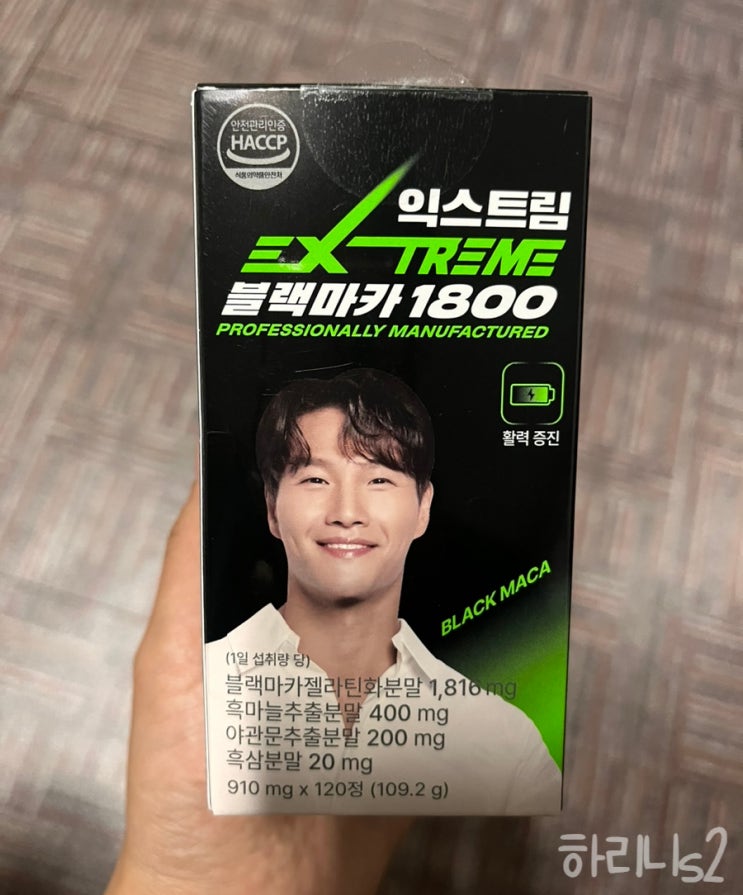 안전관리인증
HACCP
식품의약품안전처
익스트림
EXTREME
블랙마카 1800
PROFESSIONALLY MANUFACTURED
활력 증진
BLACK MACA
(1일 섭취량 당)
블랙마카젤라틴화분말 1,816 mg
흑마늘추출분말 400 mg
야관문추출분말 200 mg
흑삼분말 20 mg
910 mg x 120정 (109.2 g)
하리니s2